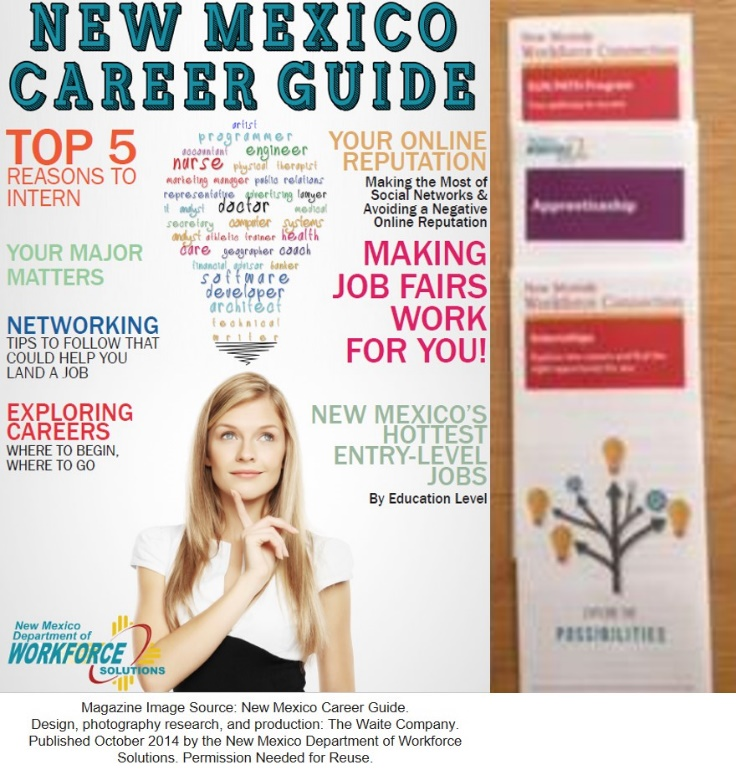 NEW MEXICO
CAREER GUIDE
TOP 5
REASONS TO
INTERN
YOUR MAJOR
MATTERS
NETWORKING
TIPS TO FOLLOW THAT
COULD HELP YOU
LAND A JOB
EXPLORING
CAREERS
WHERE TO BEGIN,
WHERE TO GO
artist
programmer
accountant engineer
nurse physical therapist
marketing manager public relations
representative advertising lawyer
it analyst doctor medical
secretary computer systems
analyst athletic trainer health
care geographer coach
financial advisor banker
software
developer
architect
technical
writer
YOUR ONLINE
REPUTATION
Making the Most of
Social Networks &
Avoiding a Negative
Online Reputation
MAKING
JOB FAIRS
WORK
FOR YOU!
NEW MEXICO'S
HOTTEST
ENTRY-LEVEL
JOBS
By Education Level
New Mexico
Department of
WORKFORCE
SOLUTIONS
New Mexico
Workforce Connection
SUN PATH Program
Apprenticeship
New Mexico
Workforce Connection
Internships
EXPLORE THE
POSSIBILITIES
Magazine Image Source: New Mexico Career Guide.
Design, photography research, and production: The Waite Company.
Published October 2014 by the New Mexico Department of Workforce
Solutions. Permission Needed for Reuse.